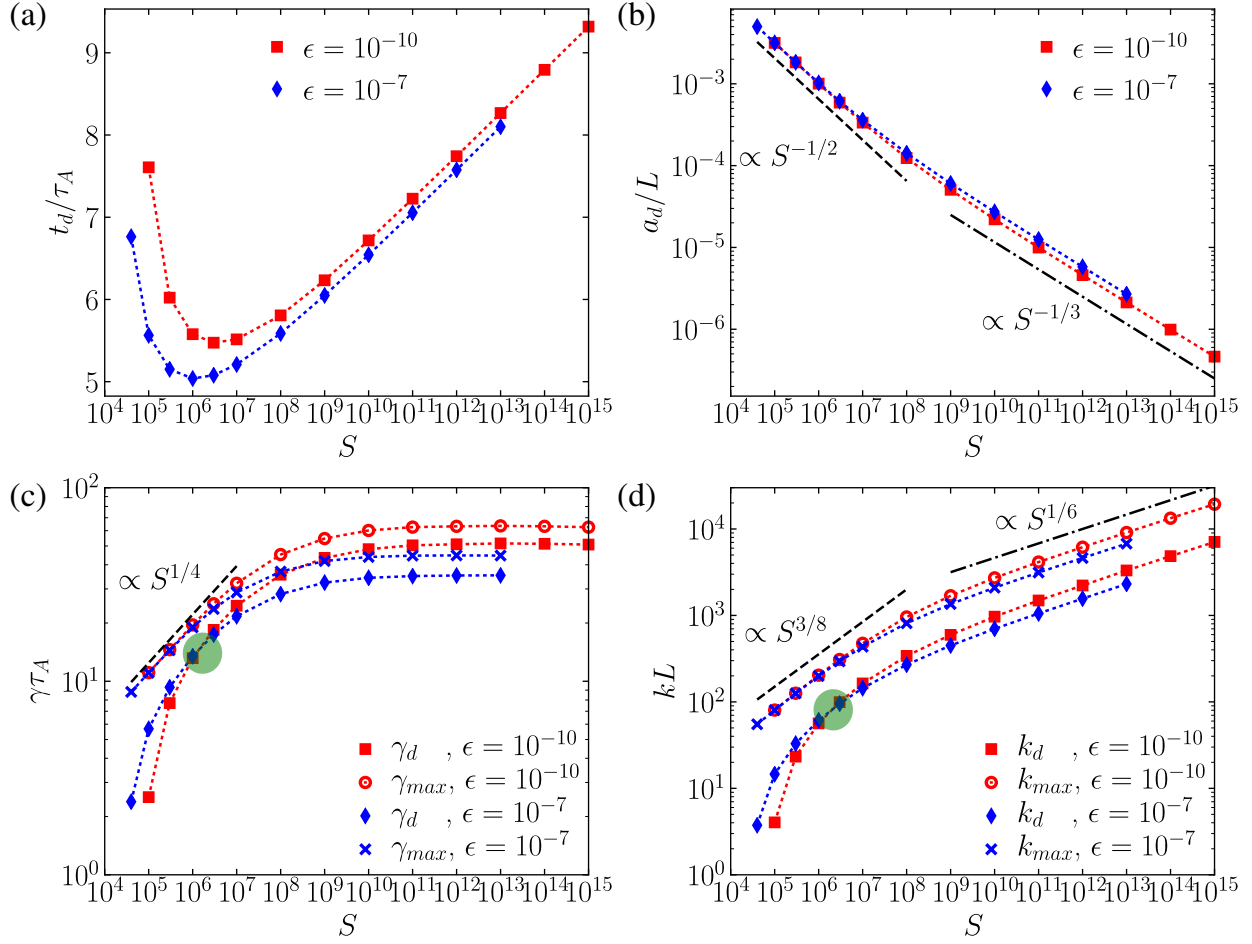 (a)
9
8
7
6
5
t_d/τ_A
ϵ = 10^{-10}
ϵ = 10^{-7}
10^4 10^5 10^6 10^7 10^8 10^9 10^{10} 10^{11} 10^{12} 10^{13} 10^{14} 10^{15}
S
(b)
10^{-3}
10^{-4}
10^{-5}
10^{-6}
a_d/L
ϵ = 10^{-10}
ϵ = 10^{-7}
∝ S^{-1/2}
∝ S^{-1/3}
10^4 10^5 10^6 10^7 10^8 10^9 10^{10} 10^{11} 10^{12} 10^{13} 10^{14} 10^{15}
S
(c)
10^2
10^1
10^0
γτ_A
∝ S^{1/4}
γ_d , ϵ = 10^{-10}
γ_{max}, ϵ = 10^{-10}
γ_d , ϵ = 10^{-7}
γ_{max}, ϵ = 10^{-7}
10^4 10^5 10^6 10^7 10^8 10^9 10^{10} 10^{11} 10^{12} 10^{13} 10^{14} 10^{15}
S
(d)
10^4
10^3
10^2
10^1
10^0
kL
∝ S^{1/6}
∝ S^{3/8}
k_d , ϵ = 10^{-10}
k_{max}, ϵ = 10^{-10}
k_d , ϵ = 10^{-7}
k_{max}, ϵ = 10^{-7}
10^4 10^5 10^6 10^7 10^8 10^9 10^{10} 10^{11} 10^{12} 10^{13} 10^{14} 10^{15}
S